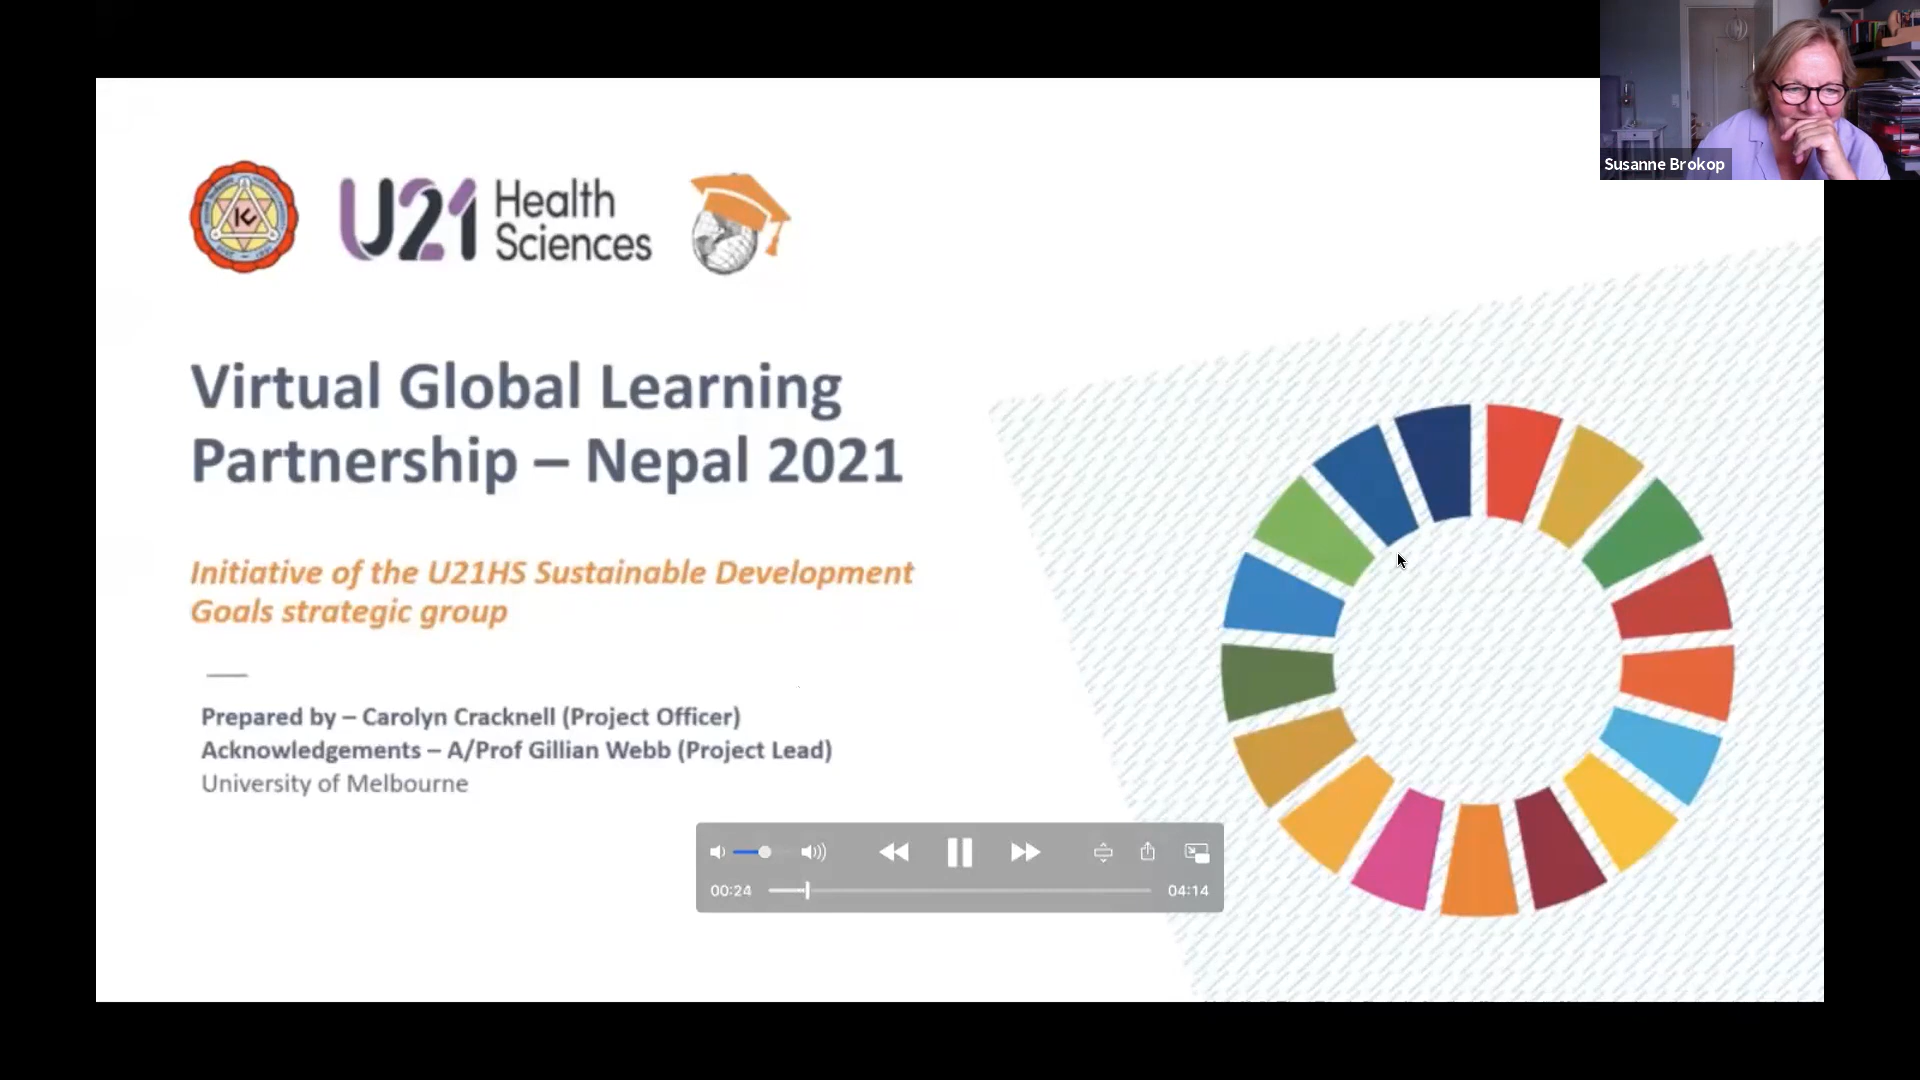 Susanne Brokop
U21 Health
Sciences
Virtual Global Learning
Partnership – Nepal 2021
Initiative of the U21HS Sustainable Development
Goals strategic group
Prepared by – Carolyn Cracknell (Project Officer)
Acknowledgements – A/Prof Gillian Webb (Project Lead)
University of Melbourne
00:24
04:14